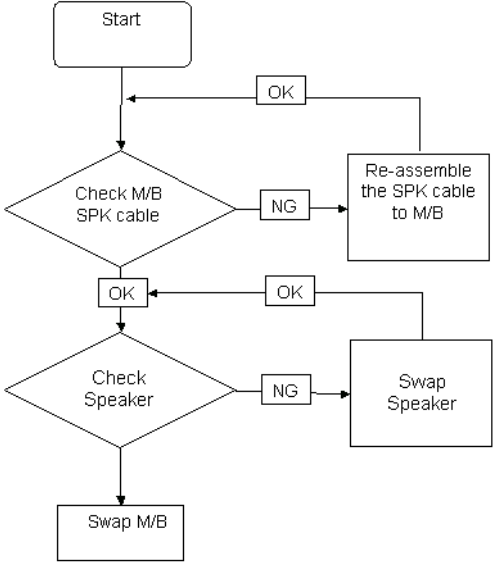 Start
OK
Check M/B
SPK cable
NG
Re-assemble
the SPK cable
to M/B
OK
OK
Check
Speaker
NG
Swap
Speaker
Swap M/B